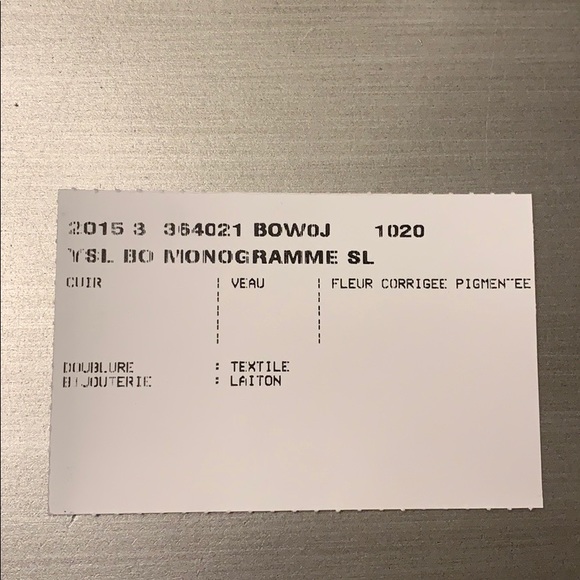 2015 3 364021 BOW0J 1020
YSL BO MONOGRAMME SL
CUIR | VEAU | FLEUR CORRIGEE PIGMENTEE
DOUBLURE : TEXTILE
BIJOUTERIE : LAITON